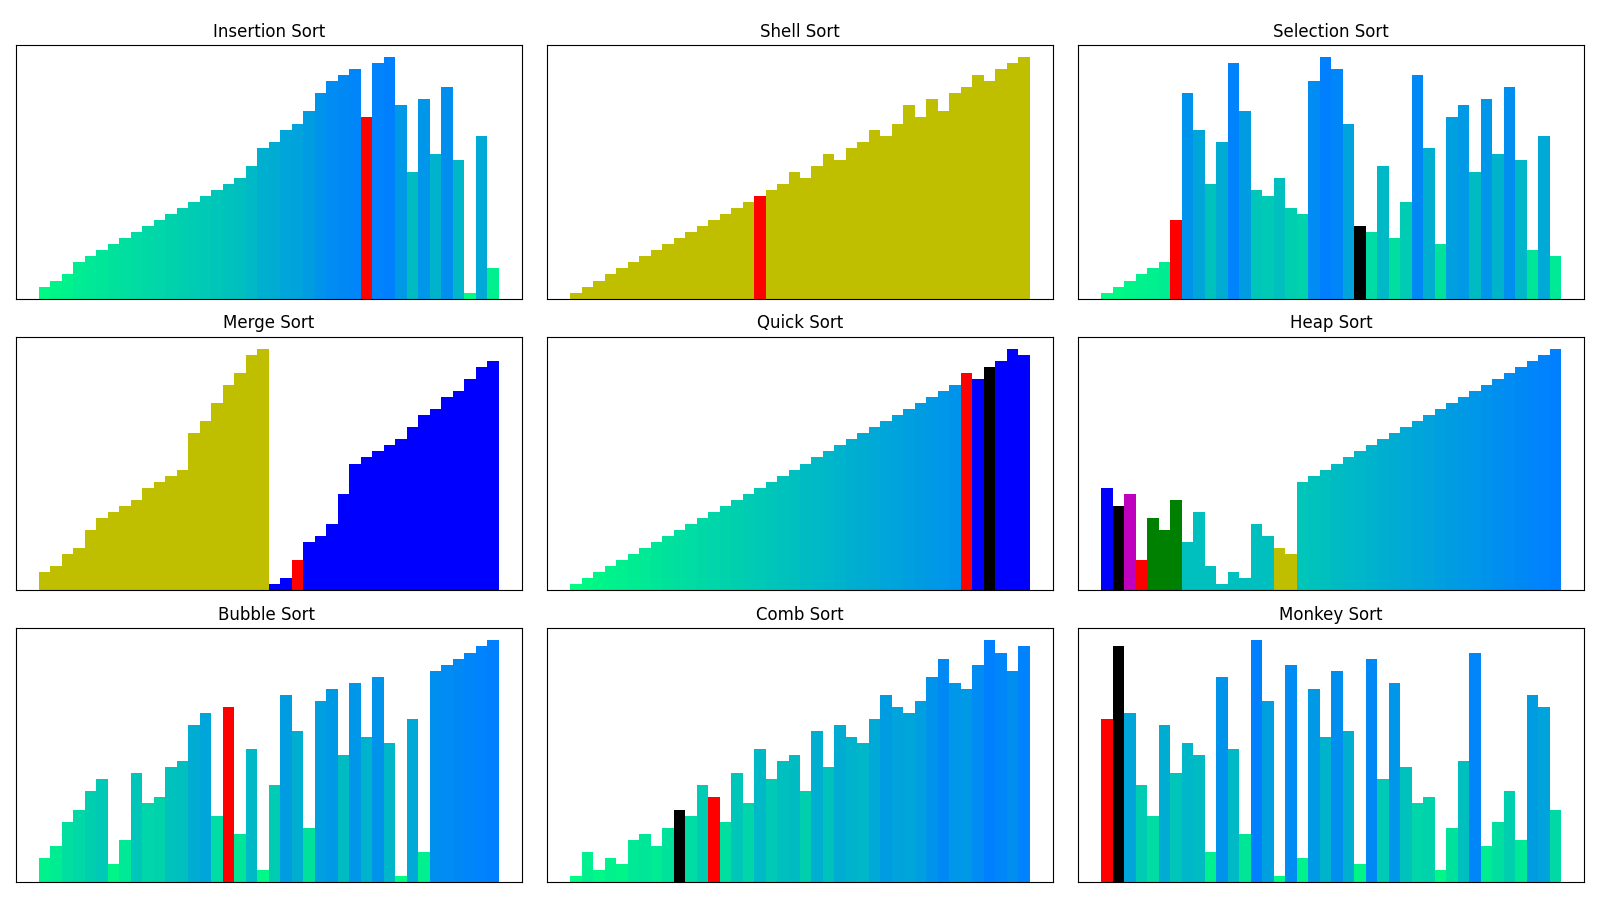 Insertion Sort
Shell Sort
Selection Sort
Merge Sort
Quick Sort
Heap Sort
Bubble Sort
Comb Sort
Monkey Sort